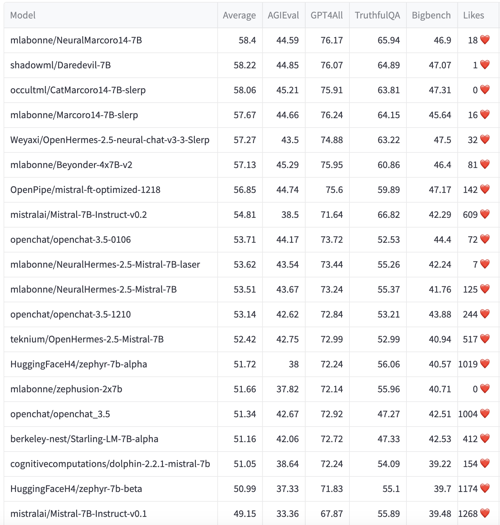 Model Average AGIEval GPT4All TruthfulQA Bigbench Likes
mlabonne/NeuralMarcoro14-7B 58.4 44.59 76.17 65.94 46.9 18 ❤️
shadowml/Daredevil-7B 58.22 44.85 76.07 64.89 47.07 1 ❤️
occultml/CatMarcoro14-7B-slerp 58.06 45.21 75.91 63.81 47.31 0 ❤️
mlabonne/Marcoro14-7B-slerp 57.67 44.66 76.24 64.15 45.64 16 ❤️
Weyaxi/OpenHermes-2.5-neural-chat-v3-3-Slerp 57.27 43.5 74.88 63.22 47.5 32 ❤️
mlabonne/Beyonder-4x7B-v2 57.13 45.29 75.95 60.86 46.4 81 ❤️
OpenPipe/mistral-ft-optimized-1218 56.85 44.74 75.6 59.89 47.17 142 ❤️
mistralai/Mistral-7B-Instruct-v0.2 54.81 38.5 71.64 66.82 42.29 609 ❤️
openchat/openchat-3.5-0106 53.71 44.17 73.72 52.53 44.4 72 ❤️
mlabonne/NeuralHermes-2.5-Mistral-7B-laser 53.62 43.54 73.44 55.26 42.24 7 ❤️
mlabonne/NeuralHermes-2.5-Mistral-7B 53.51 43.67 73.24 55.37 41.76 125 ❤️
openchat/openchat-3.5-1210 53.14 42.62 72.84 53.21 43.88 244 ❤️
teknium/OpenHermes-2.5-Mistral-7B 52.42 42.75 72.99 52.99 40.94 517 ❤️
HuggingFaceH4/zephyr-7b-alpha 51.72 38 72.24 56.06 40.57 1019 ❤️
mlabonne/zephusion-2x7b 51.66 37.82 72.14 55.96 40.71 0 ❤️
openchat/openchat_3.5 51.34 42.67 72.92 47.27 42.51 1004 ❤️
berkeley-nest/Starling-LM-7B-alpha 51.16 42.06 72.72 47.33 42.53 412 ❤️
cognitivecomputations/dolphin-2.2.1-mistral-7b 51.05 38.64 72.24 54.09 39.22 154 ❤️
HuggingFaceH4/zephyr-7b-beta 50.99 37.33 71.83 55.1 39.7 1174 ❤️
mistralai/Mistral-7B-Instruct-v0.1 49.15 33.36 67.87 55.89 39.48 1268 ❤️